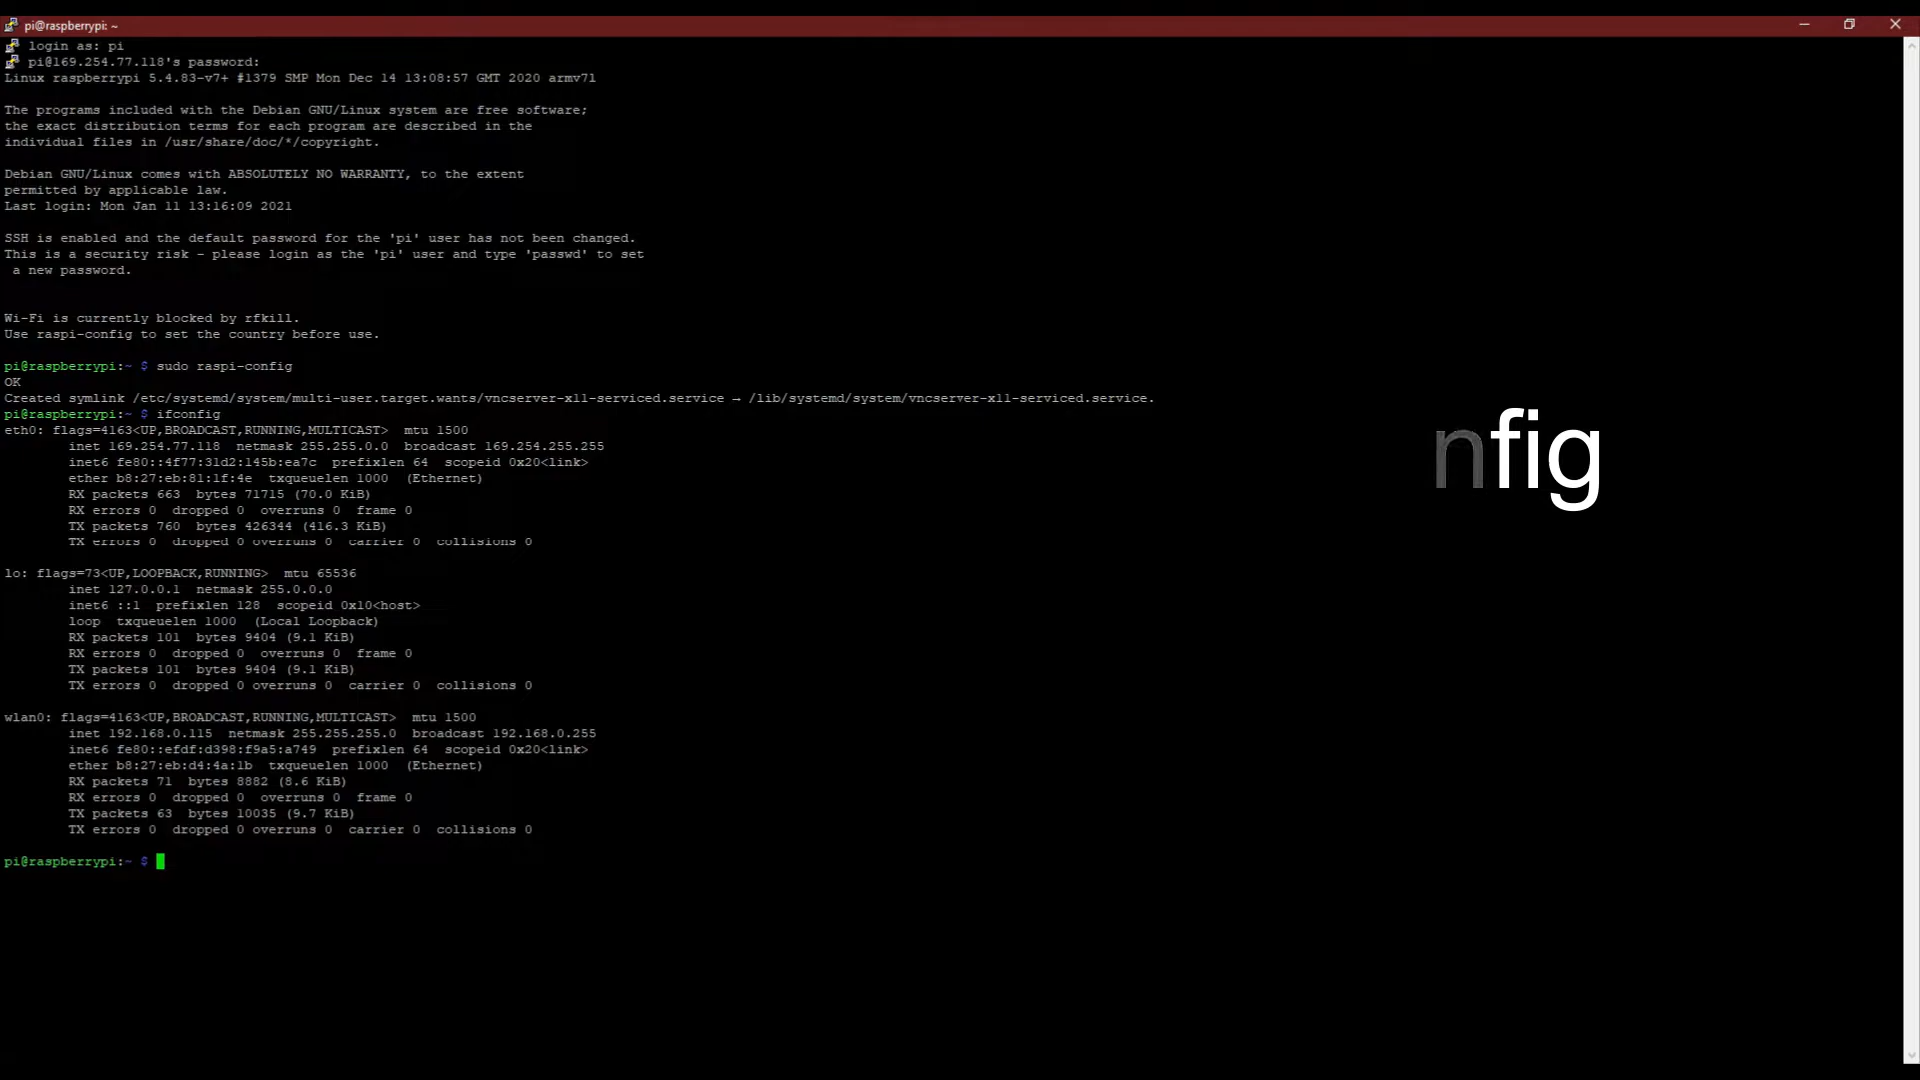 pi@raspberrypi: ~
login as: pi
pi@169.254.77.118's password:
Linux raspberrypi 5.4.83-v7+ #1379 SMP Mon Dec 14 13:08:57 GMT 2020 armv7l
The programs included with the Debian GNU/Linux system are free software;
the exact distribution terms for each program are described in the
individual files in /usr/share/doc/*/copyright.
Debian GNU/Linux comes with ABSOLUTELY NO WARRANTY, to the extent
permitted by applicable law.
Last login: Mon Jan 11 13:16:09 2021
SSH is enabled and the default password for the 'pi' user has not been changed.
This is a security risk - please login as the 'pi' user and type 'passwd' to set
a new password.
Wi-Fi is currently blocked by rfkill.
Use raspi-config to set the country before use.
pi@raspberrypi:~ $ sudo raspi-config
OK
Created symlink /etc/systemd/system/multi-user.target.wants/vncserver-x11-serviced.service → /lib/systemd/system/vncserver-x11-serviced.service.
pi@raspberrypi:~ $ ifconfig
eth0: flags=4163<UP,BROADCAST,RUNNING,MULTICAST>  mtu 1500
inet 169.254.77.118  netmask 255.255.0.0  broadcast 169.254.255.255
inet6 fe80::4f77:31d2:145b:ea7c  prefixlen 64  scopeid 0x20<link>
ether b8:27:eb:81:1f:4e  txqueuelen 1000  (Ethernet)
RX packets 663  bytes 71715 (70.0 KiB)
RX errors 0  dropped 0  overruns 0  frame 0
TX packets 760  bytes 426344 (416.3 KiB)
TX errors 0  dropped 0 overruns 0  carrier 0  collisions 0
lo: flags=73<UP,LOOPBACK,RUNNING>  mtu 65536
inet 127.0.0.1  netmask 255.0.0.0
inet6 ::1  prefixlen 128  scopeid 0x10<host>
loop  txqueuelen 1000  (Local Loopback)
RX packets 101  bytes 9404 (9.1 KiB)
RX errors 0  dropped 0  overruns 0  frame 0
TX packets 101  bytes 9404 (9.1 KiB)
TX errors 0  dropped 0 overruns 0  carrier 0  collisions 0
wlan0: flags=4163<UP,BROADCAST,RUNNING,MULTICAST>  mtu 1500
inet 192.168.0.115  netmask 255.255.255.0  broadcast 192.168.0.255
inet6 fe80::efdf:d398:f9a5:a749  prefixlen 64  scopeid 0x20<link>
ether b8:27:eb:d4:4a:1b  txqueuelen 1000  (Ethernet)
RX packets 71  bytes 8882 (8.6 KiB)
RX errors 0  dropped 0  overruns 0  frame 0
TX packets 63  bytes 10035 (9.7 KiB)
TX errors 0  dropped 0 overruns 0  carrier 0  collisions 0
pi@raspberrypi:~ $
nfig